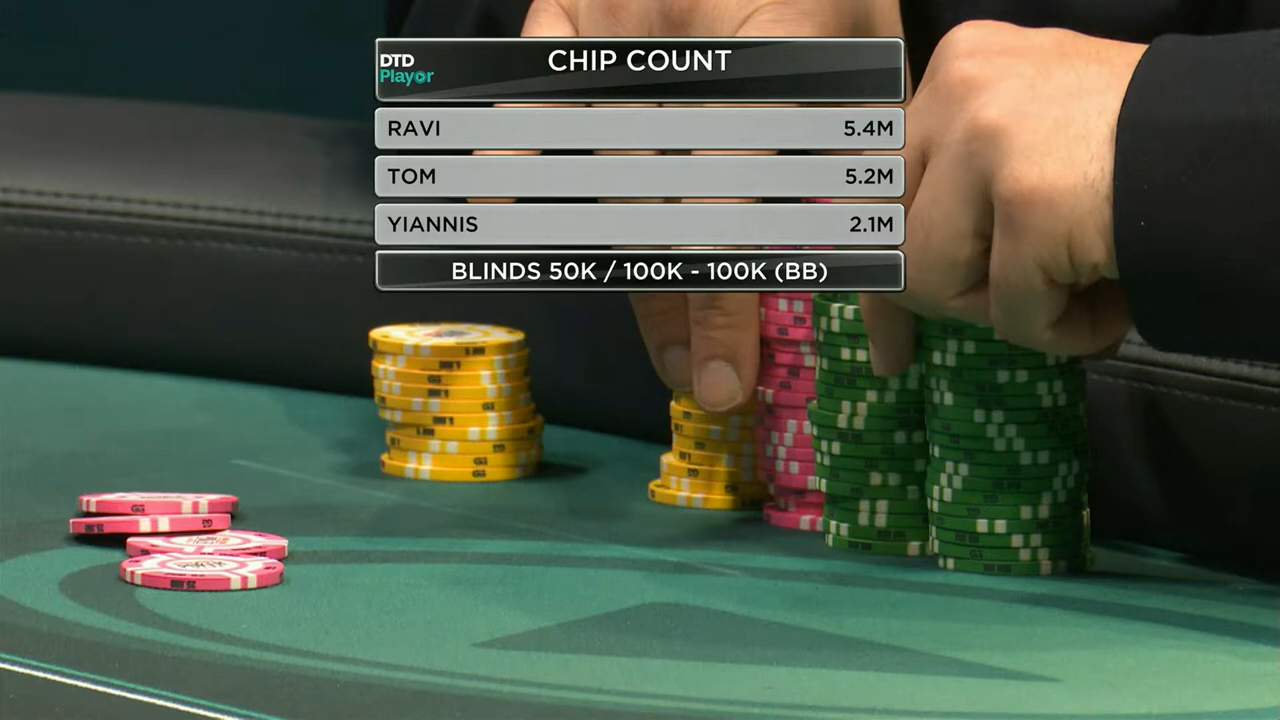 DTD
Player
CHIP COUNT
RAVI 5.4M
TOM 5.2M
YIANNIS 2.1M
BLINDS 50K / 100K - 100K (BB)